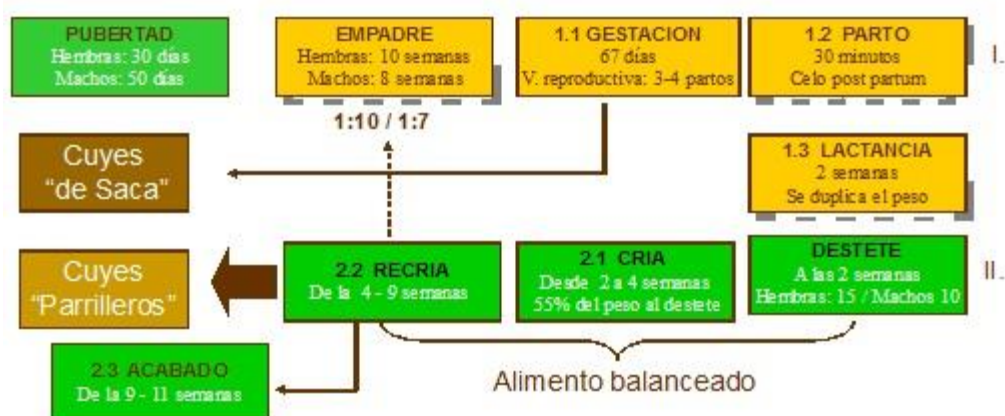 PUBERTAD
Hembras: 30 días
Machos: 50 días
EMPADRE
Hembras: 10 semanas
Machos: 8 semanas
1:10 / 1:7
1.1 GESTACION
67 días
V. reproductiva: 3-4 partos
1.2 PARTO
30 minutos
Celo post partum
I.
Cuyes
"de Saca"
1.3 LACTANCIA
2 semanas
Se duplica el peso
Cuyes
"Parrilleros"
2.2 RECRIA
De la 4 - 9 semanas
2.1 CRIA
Desde 2 a 4 semanas
55% del peso al destete
DESTETE
A las 2 semanas
Hembras: 15 / Machos 10
II.
2.3 ACABADO
De la 9 - 11 semanas
Alimento balanceado